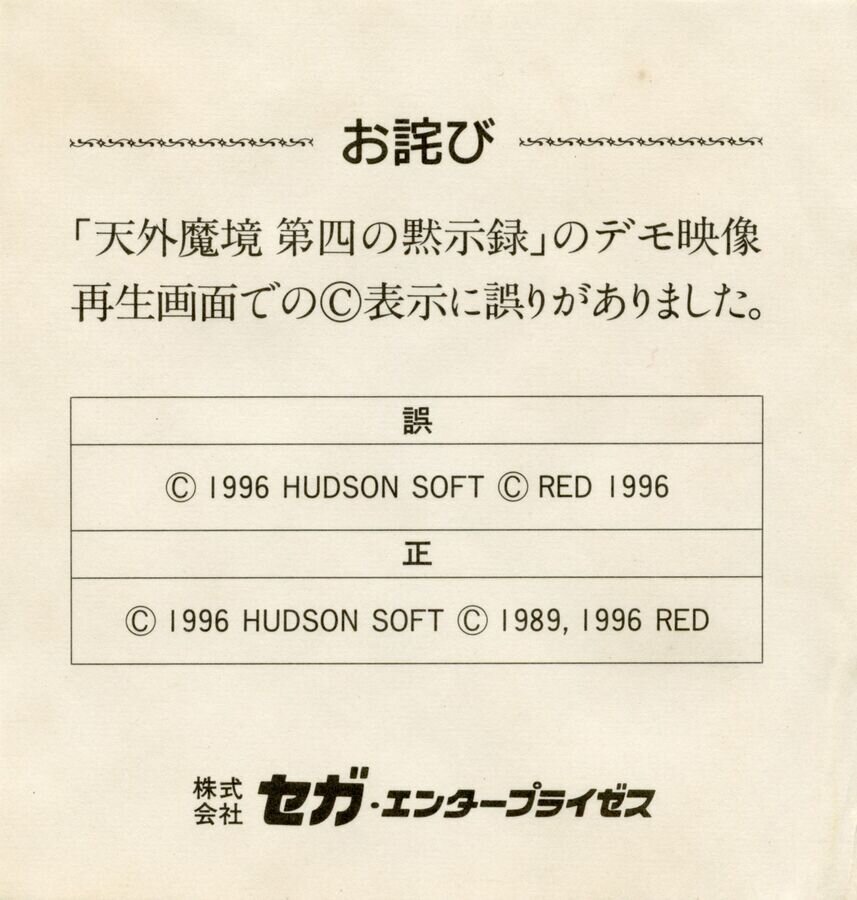 お詫び
「天外魔境 第四の黙示録」のデモ映像
再生画面での©表示に誤りがありました。
誤
© 1996 HUDSON SOFT © RED 1996
正
© 1996 HUDSON SOFT © 1989, 1996 RED
株式会社 セガ・エンタープライゼス